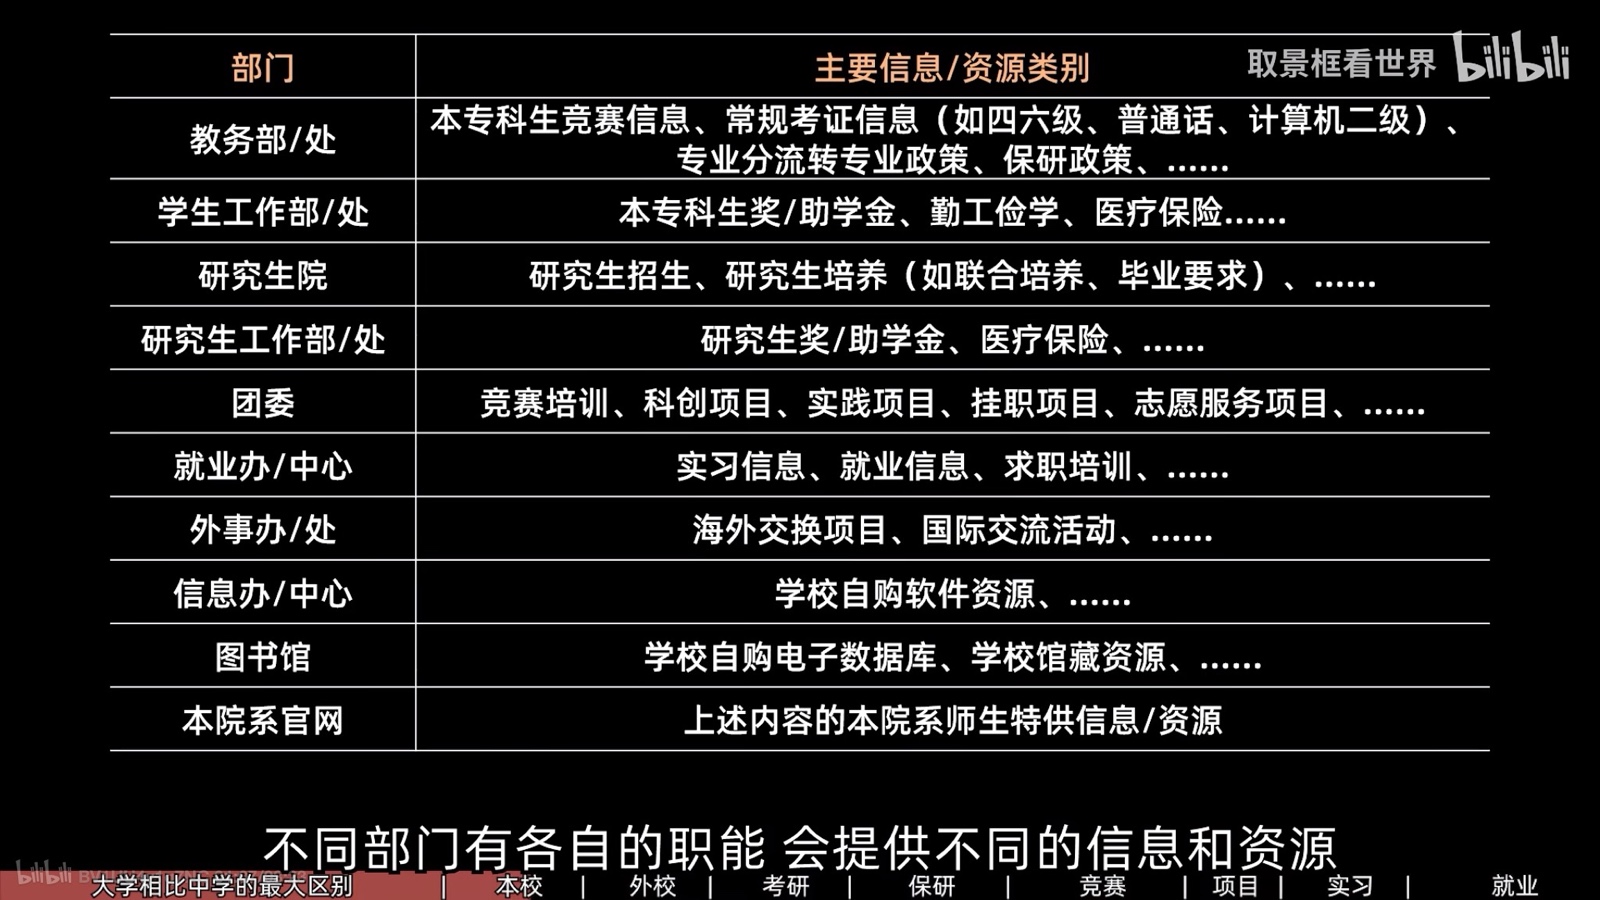 部门
主要信息/资源类别
取景框看世界
bilibili
教务部/处
本专科生竞赛信息、常规考证信息（如四六级、普通话、计算机二级）、
专业分流转专业政策、保研政策、……
学生工作部/处
本专科生奖/助学金、勤工俭学、医疗保险……
研究生院
研究生招生、研究生培养（如联合培养、毕业要求）、……
研究生工作部/处
研究生奖/助学金、医疗保险、……
团委
竞赛培训、科创项目、实践项目、挂职项目、志愿服务项目、……
就业办/中心
实习信息、就业信息、求职培训、……
外事办/处
海外交换项目、国际交流活动、……
信息办/中心
学校自购软件资源、……
图书馆
学校自购电子数据库、学校馆藏资源、……
本院系官网
上述内容的本院系师生特供信息/资源
不同部门有各自的职能 会提供不同的信息和资源
bilibili
大学相比中学的最大区别 | 本校 | 外校 | 考研 | 保研 | 竞赛 | 项目 | 实习 | 就业